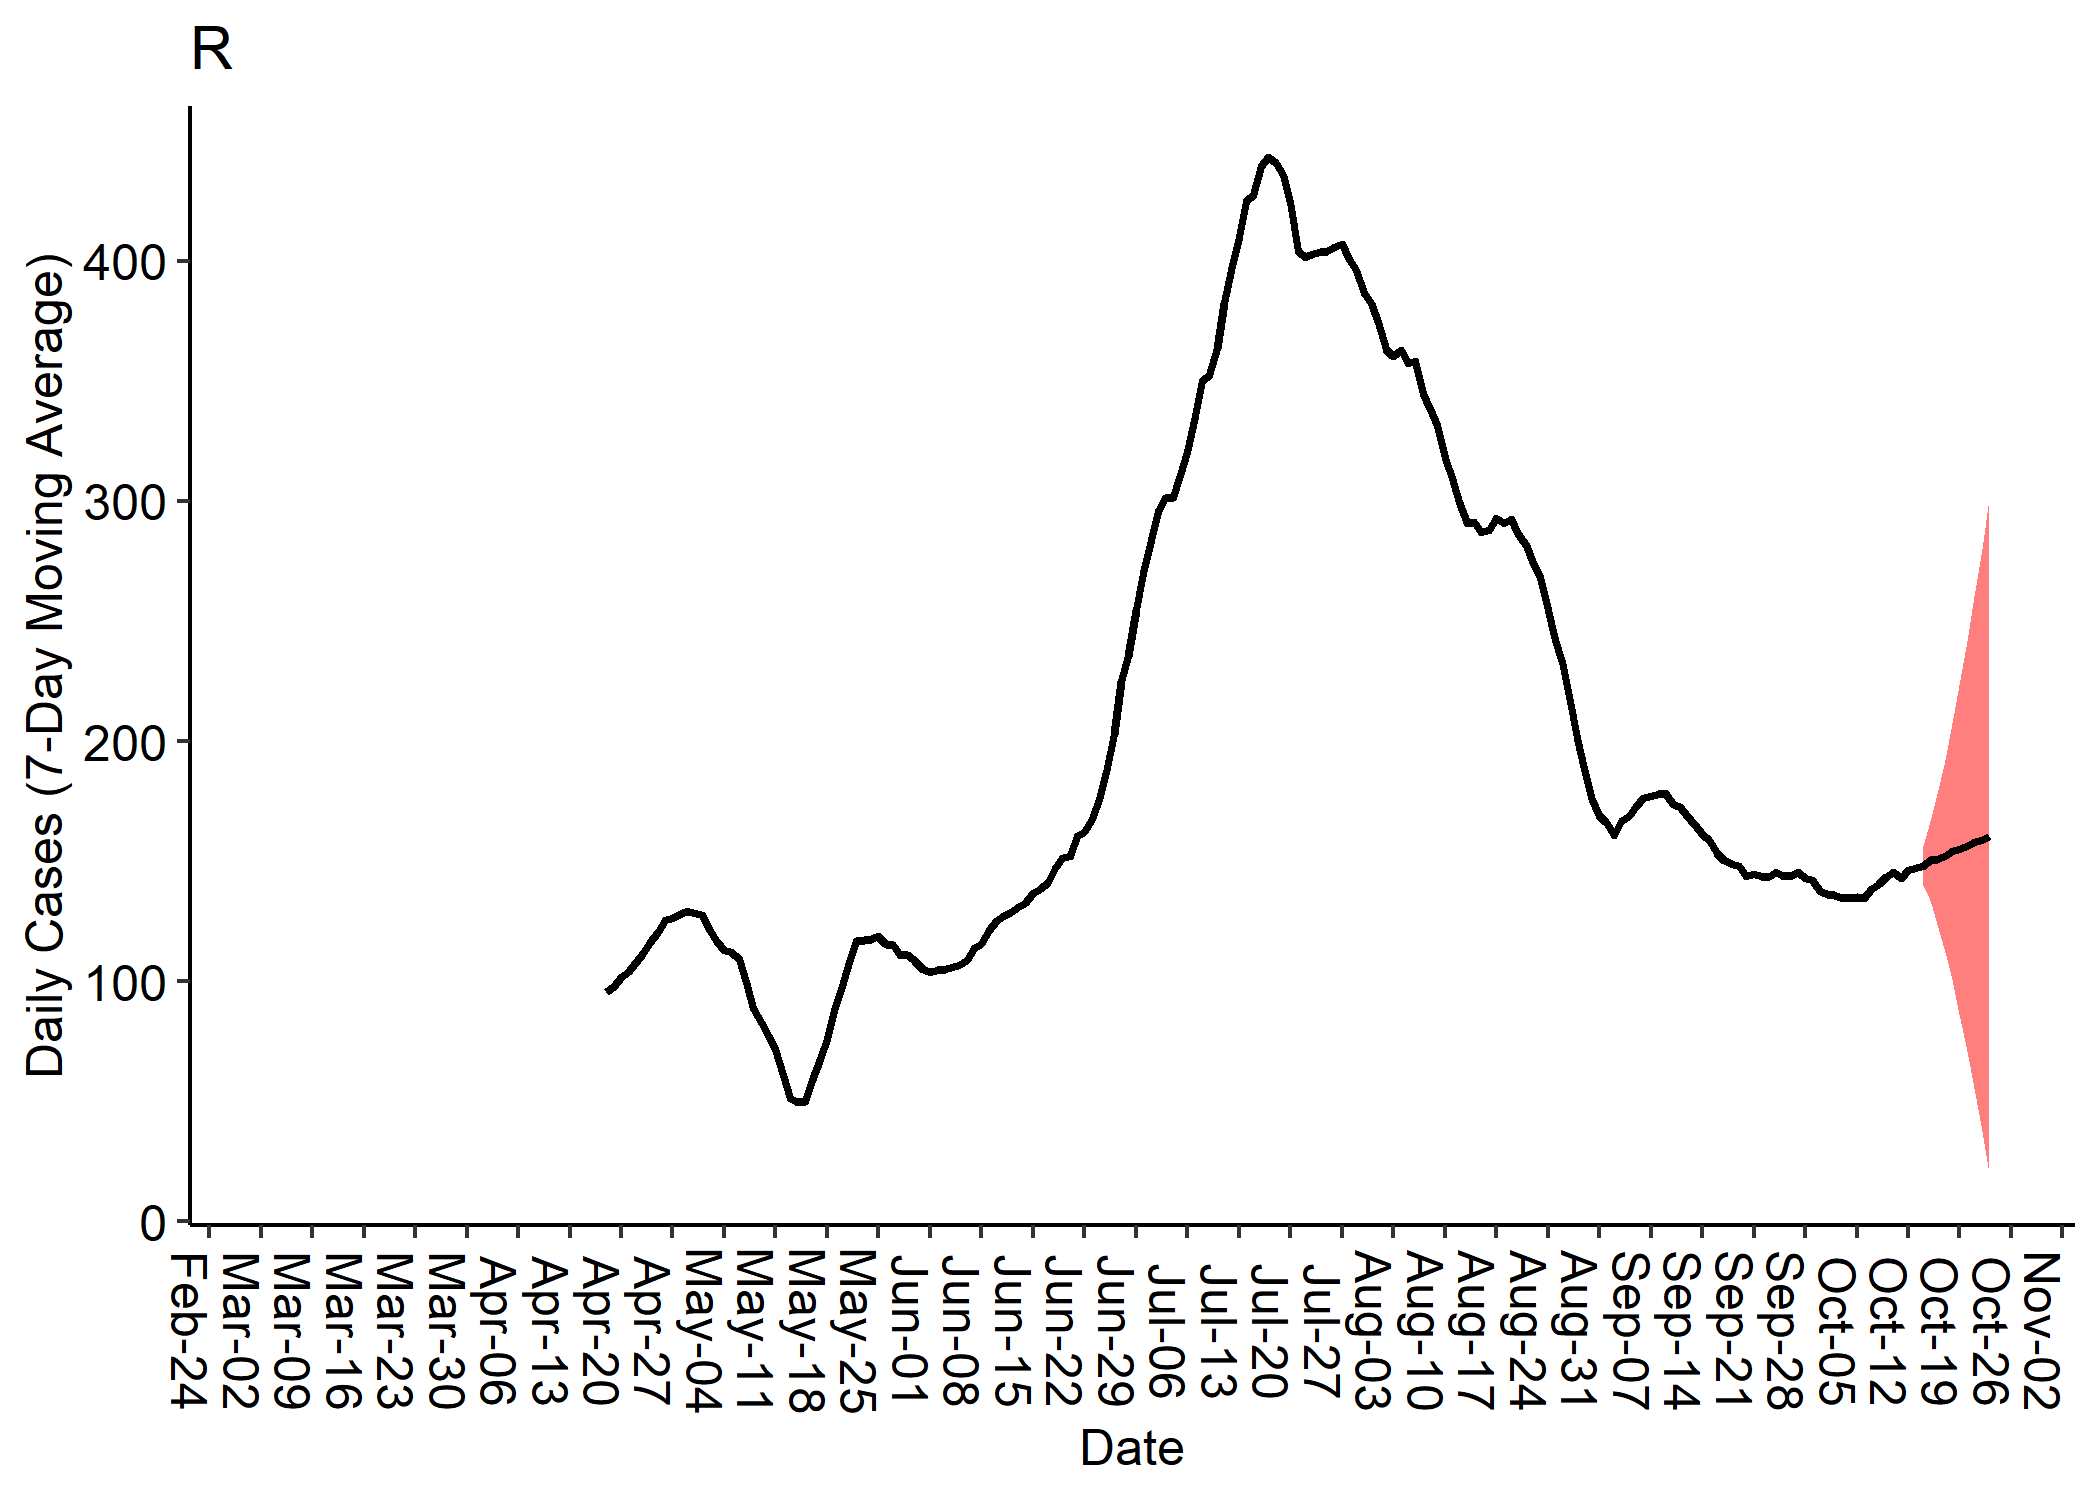 R
Daily Cases (7-Day Moving Average)
400
300
200
100
0
Feb-24
Mar-02
Mar-09
Mar-16
Mar-23
Mar-30
Apr-06
Apr-13
Apr-20
Apr-27
May-04
May-11
May-18
May-25
Jun-01
Jun-08
Jun-15
Jun-22
Jun-29
Jul-06
Jul-13
Jul-20
Jul-27
Aug-03
Aug-10
Aug-17
Aug-24
Aug-31
Sep-07
Sep-14
Sep-21
Sep-28
Oct-05
Oct-12
Oct-19
Oct-26
Nov-02
Date